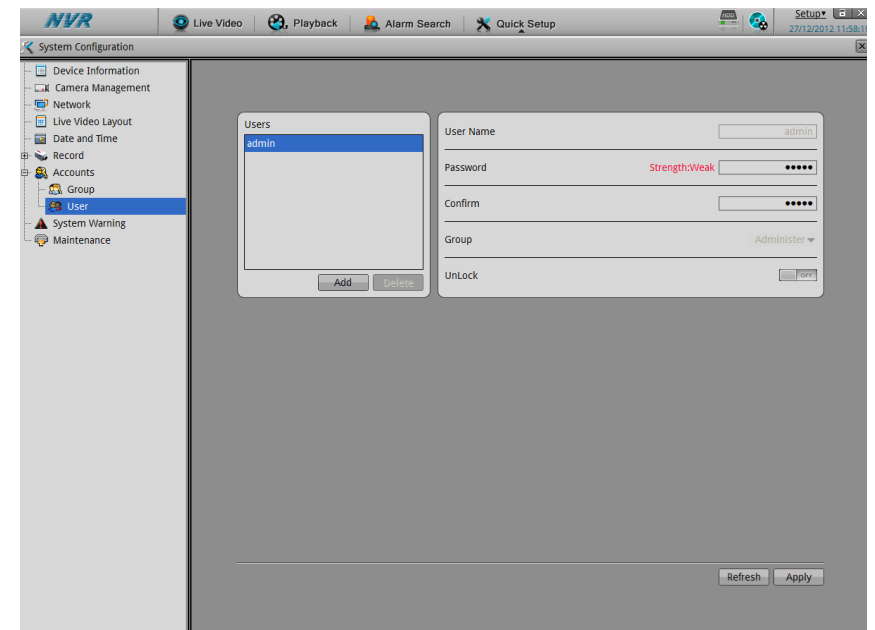 NVR Live Video Playback Alarm Search Quick Setup Setup
27/12/2012 11:58:19
System Configuration
Device Information
Camera Management
Network
Live Video Layout
Date and Time
Record
Accounts
Group
User
System Warning
Maintenance
Users
admin
Add Delete
User Name admin
Password Strength:Weak •••••
Confirm •••••
Group Administer
UnLock OFF
Refresh Apply